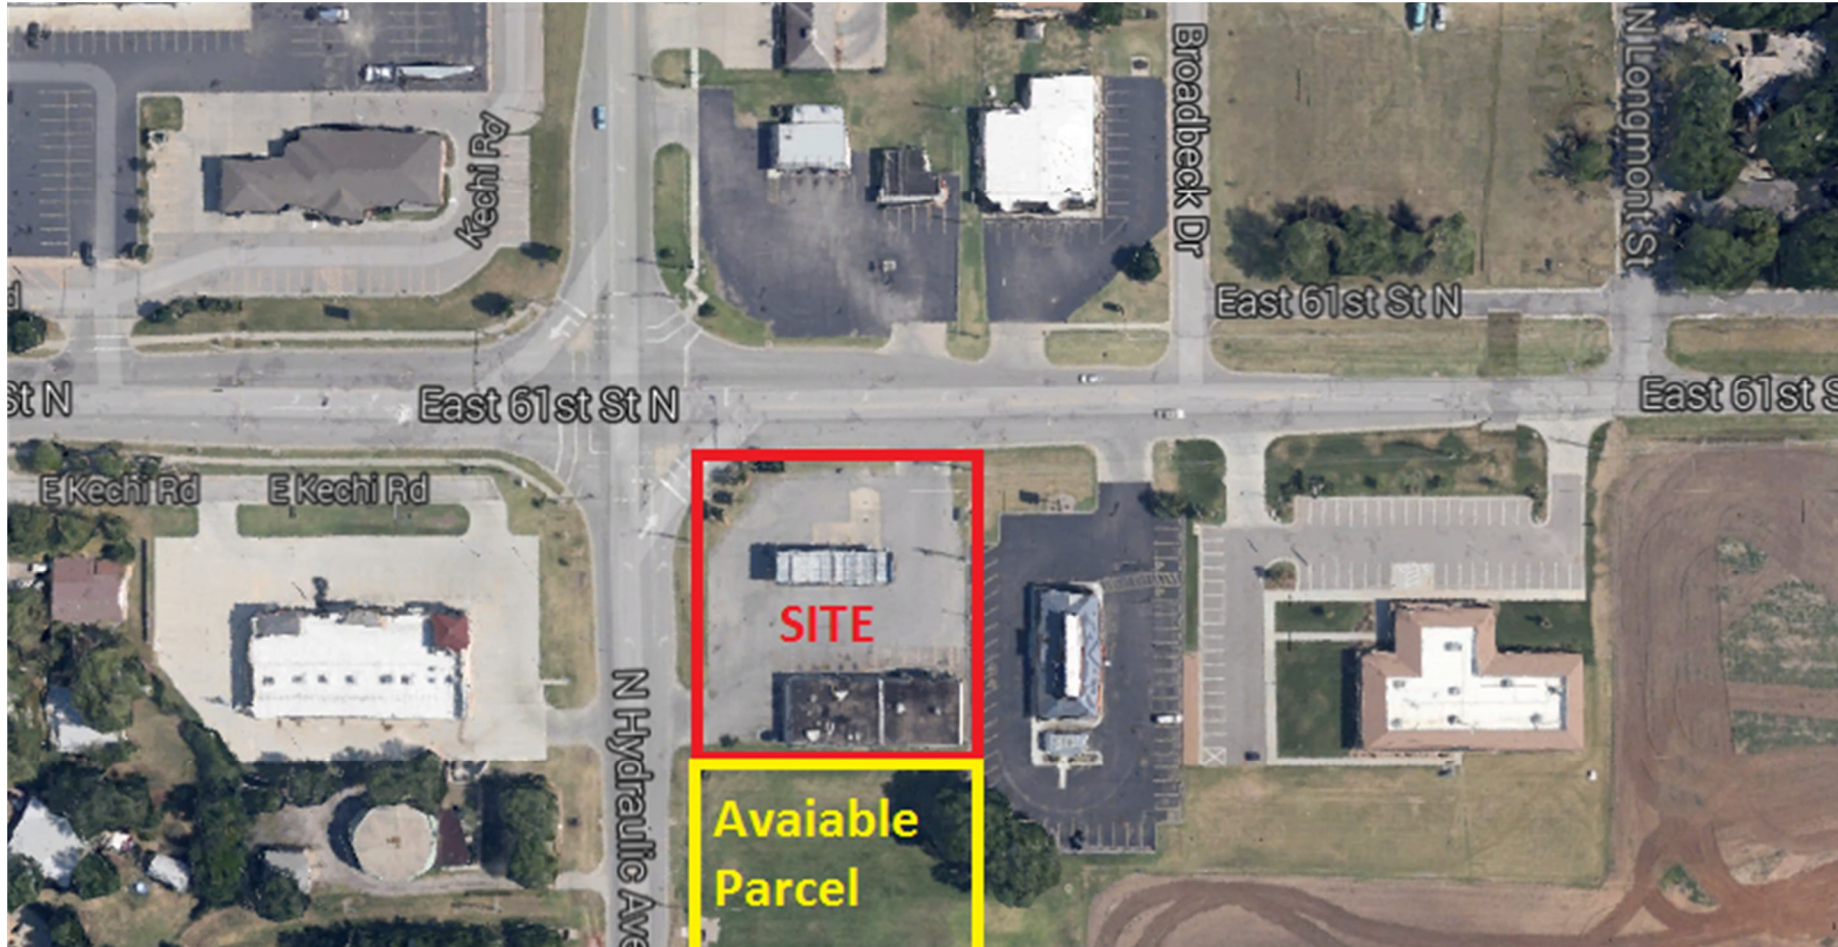 Kechi Rd
Broadbeck Dr
N Longmont St
East 61st St N
St N
East 61st St N
East 61st S
E Kechi Rd
E Kechi Rd
SITE
N Hydraulic Ave
Avaiable
Parcel